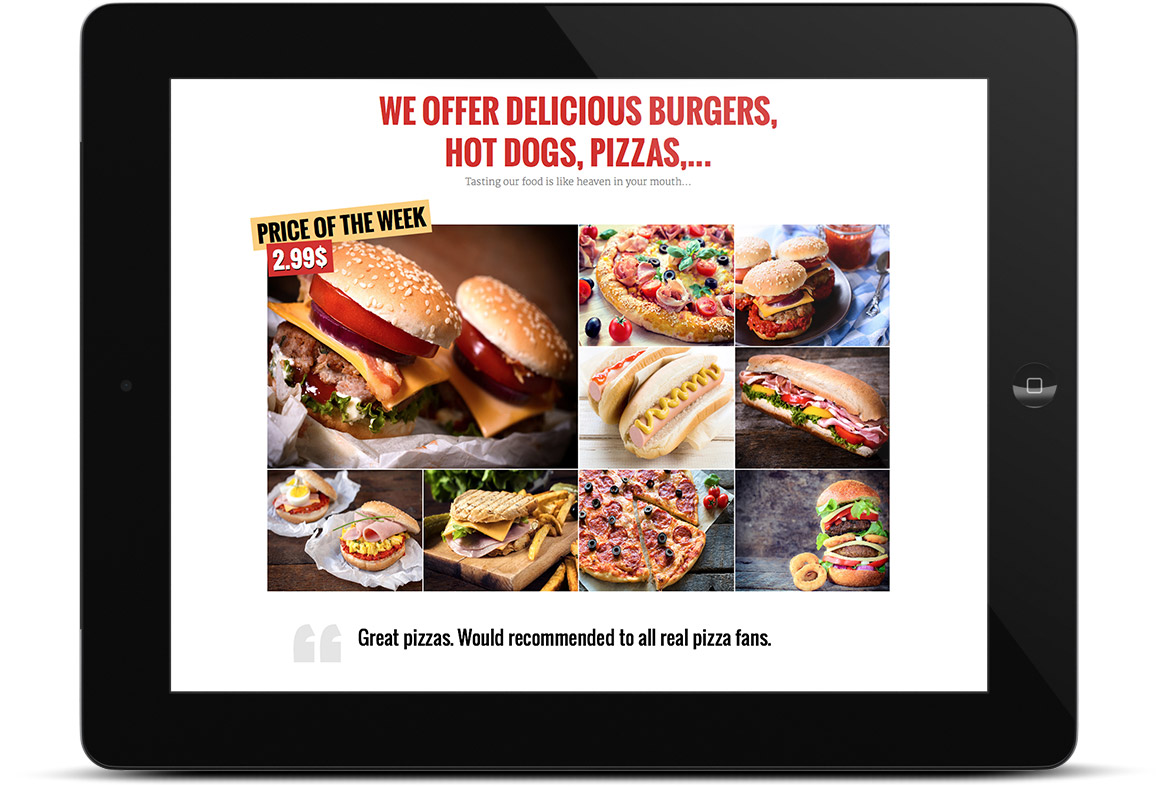 WE OFFER DELICIOUS BURGERS,
HOT DOGS, PIZZAS,...
Tasting our food is like heaven in your mouth...
PRICE OF THE WEEK
2.99$
“ Great pizzas. Would recommended to all real pizza fans.